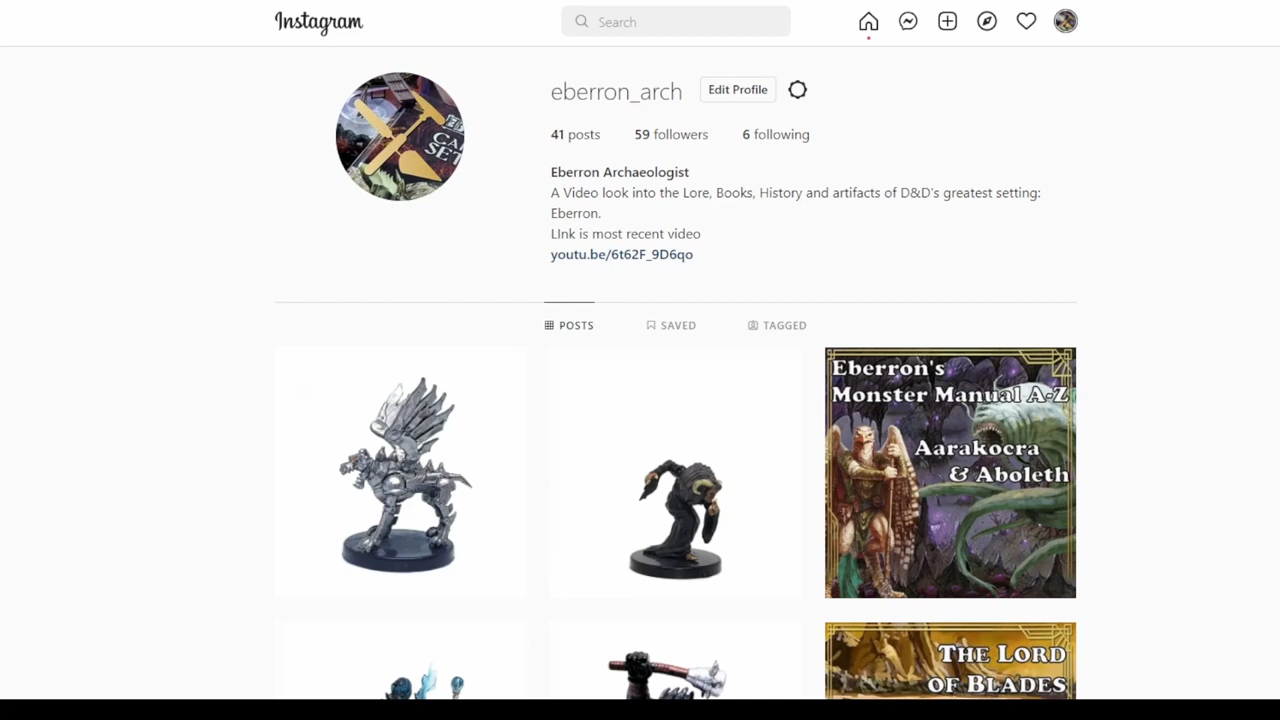 Instagram
Search
eberron_arch
Edit Profile
41 posts
59 followers
6 following
Eberron Archaeologist
A Video look into the Lore, Books, History and artifacts of D&D's greatest setting:
Eberron.
LInk is most recent video
youtu.be/6t62F_9D6qo
POSTS
SAVED
TAGGED
Eberron's
Monster Manual A-Z
Aarakocra
& Aboleth
THE LORD
OF BLADES